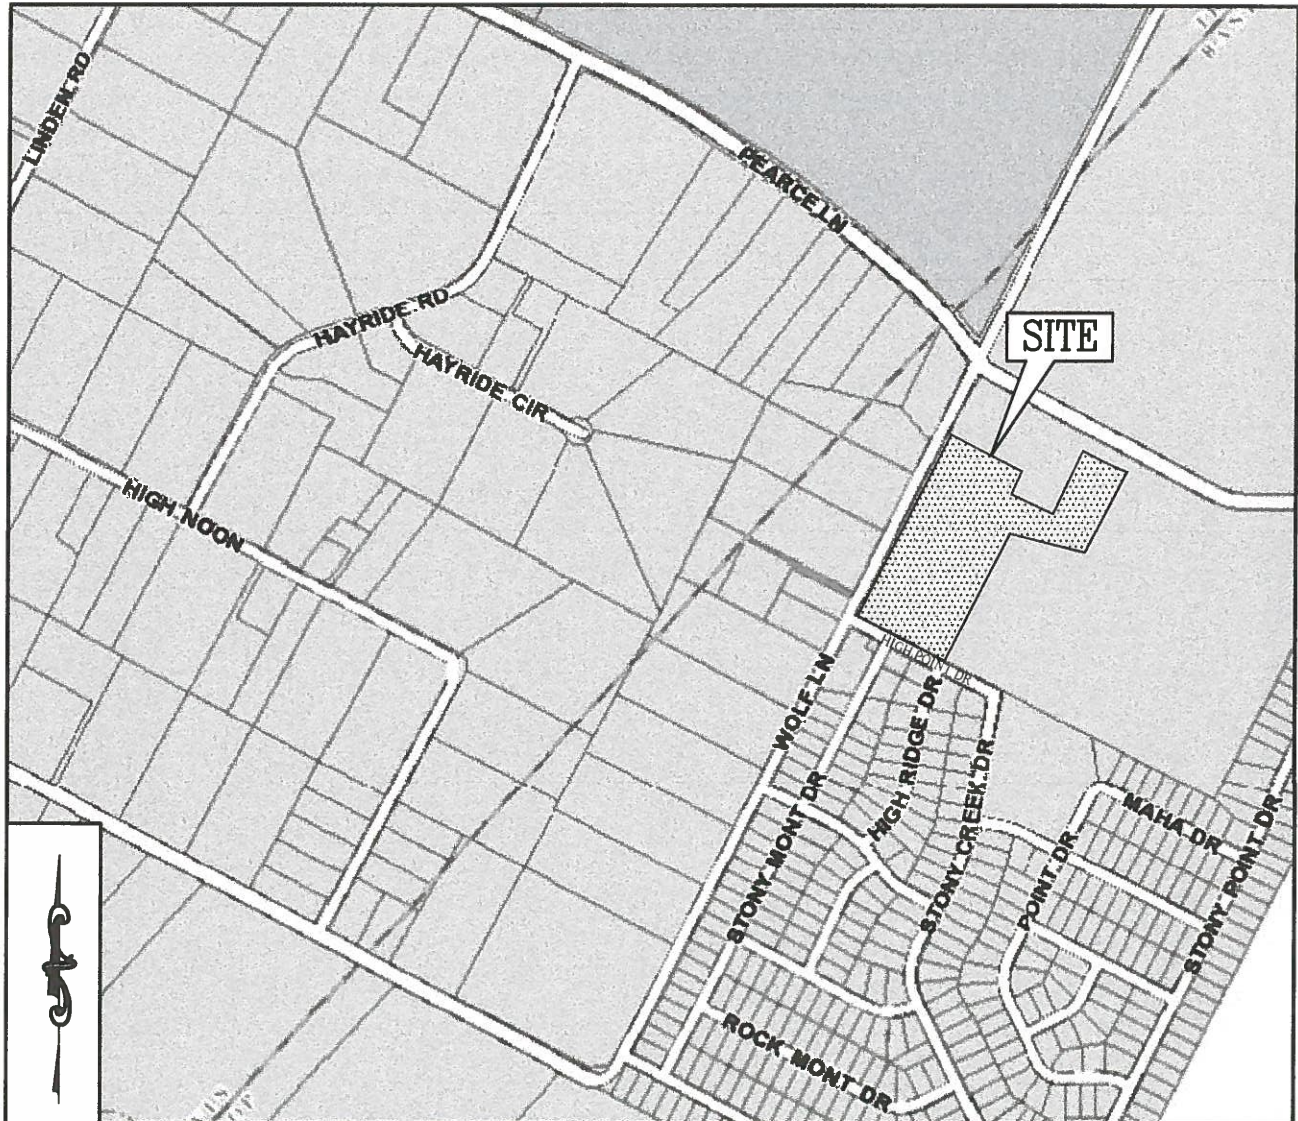 LINDEN RD
PEARCE LN
HAYRIDE RD
SITE
HAYRIDE CIR
HIGH NOON
HIGH POINT DR
WOLF LN
HIGH RIDGE DR
STONY MONT DR
STONY CREEK DR
MAHA DR
POINT DR
STONY POINT DR
ROCK MONT DR